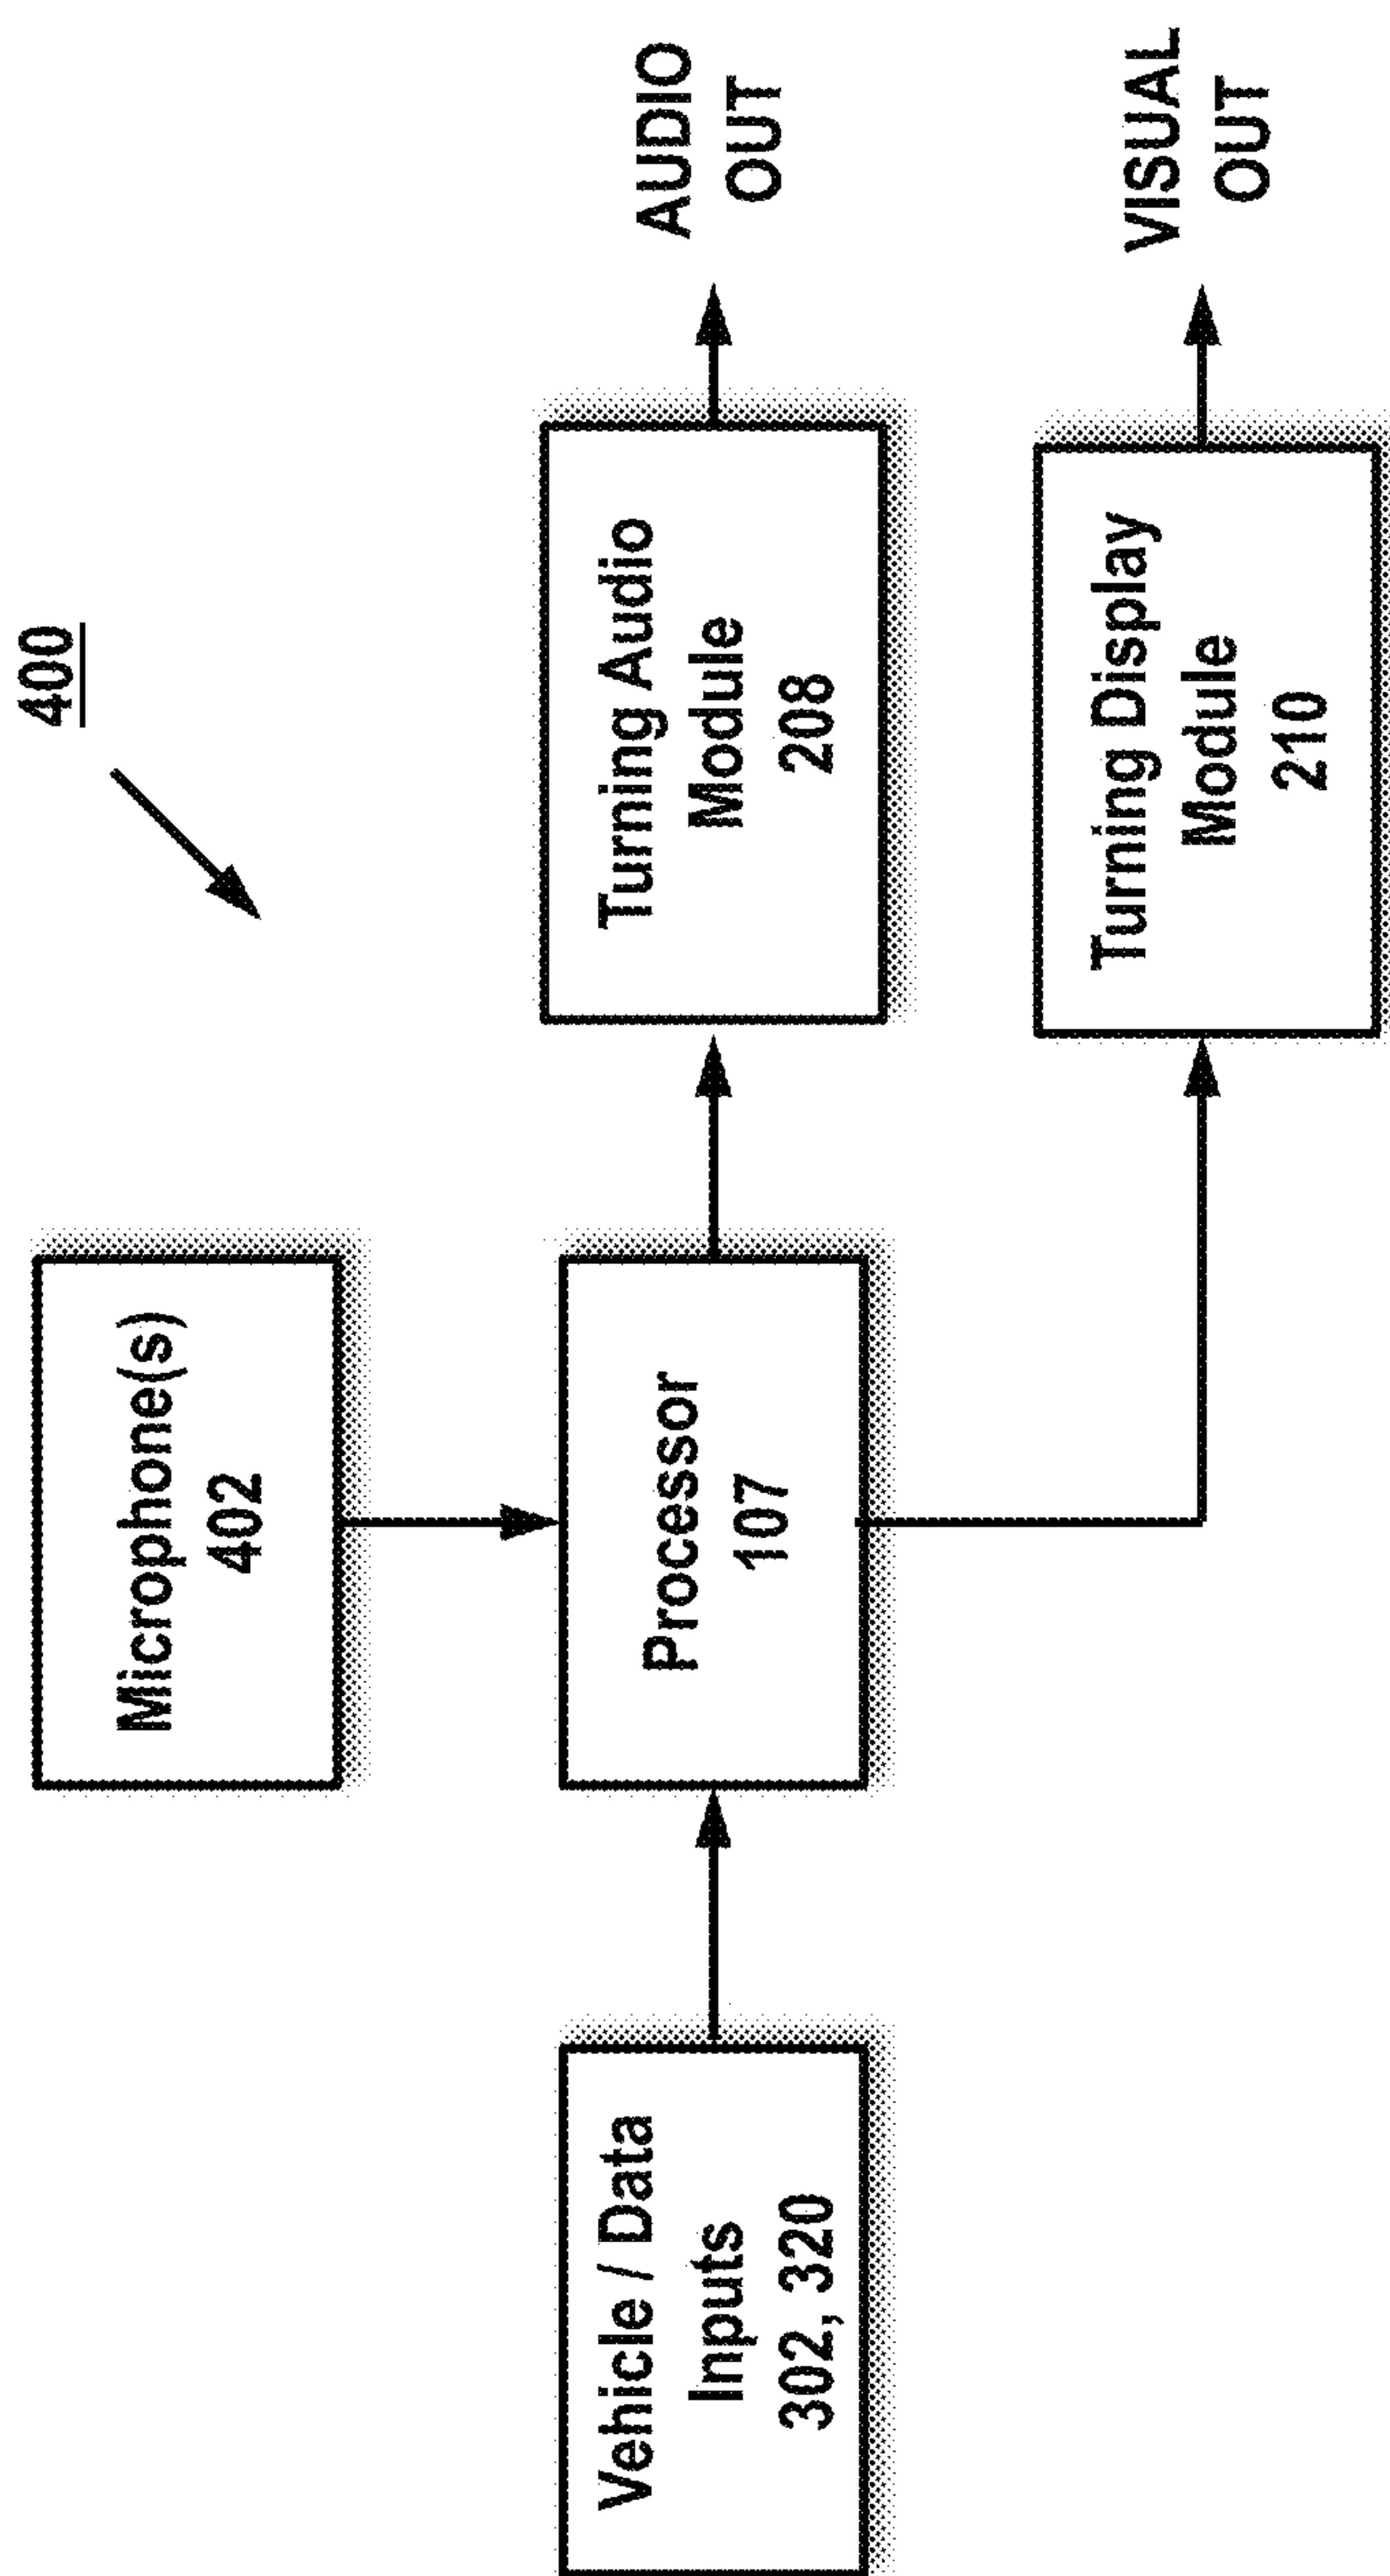 400
Microphone(s)
402
Vehicle / Data
Inputs
302, 320
Processor
107
Turning Audio
Module
208
AUDIO
OUT
Turning Display
Module
210
VISUAL
OUT